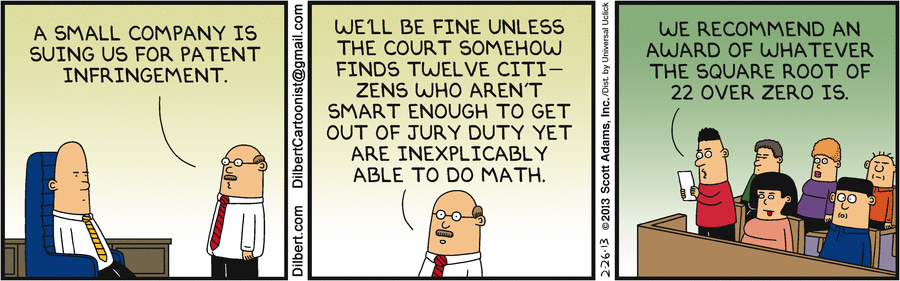 A SMALL COMPANY IS
SUING US FOR PATENT
INFRINGEMENT.
Dilbert.com DilbertCartoonist@gmail.com
WE'LL BE FINE UNLESS
THE COURT SOMEHOW
FINDS TWELVE CITI–
ZENS WHO AREN'T
SMART ENOUGH TO GET
OUT OF JURY DUTY YET
ARE INEXPLICABLY
ABLE TO DO MATH.
2-26-13 ©2013 Scott Adams, Inc. /Dist. by Universal Uclick
WE RECOMMEND AN
AWARD OF WHATEVER
THE SQUARE ROOT OF
22 OVER ZERO IS.